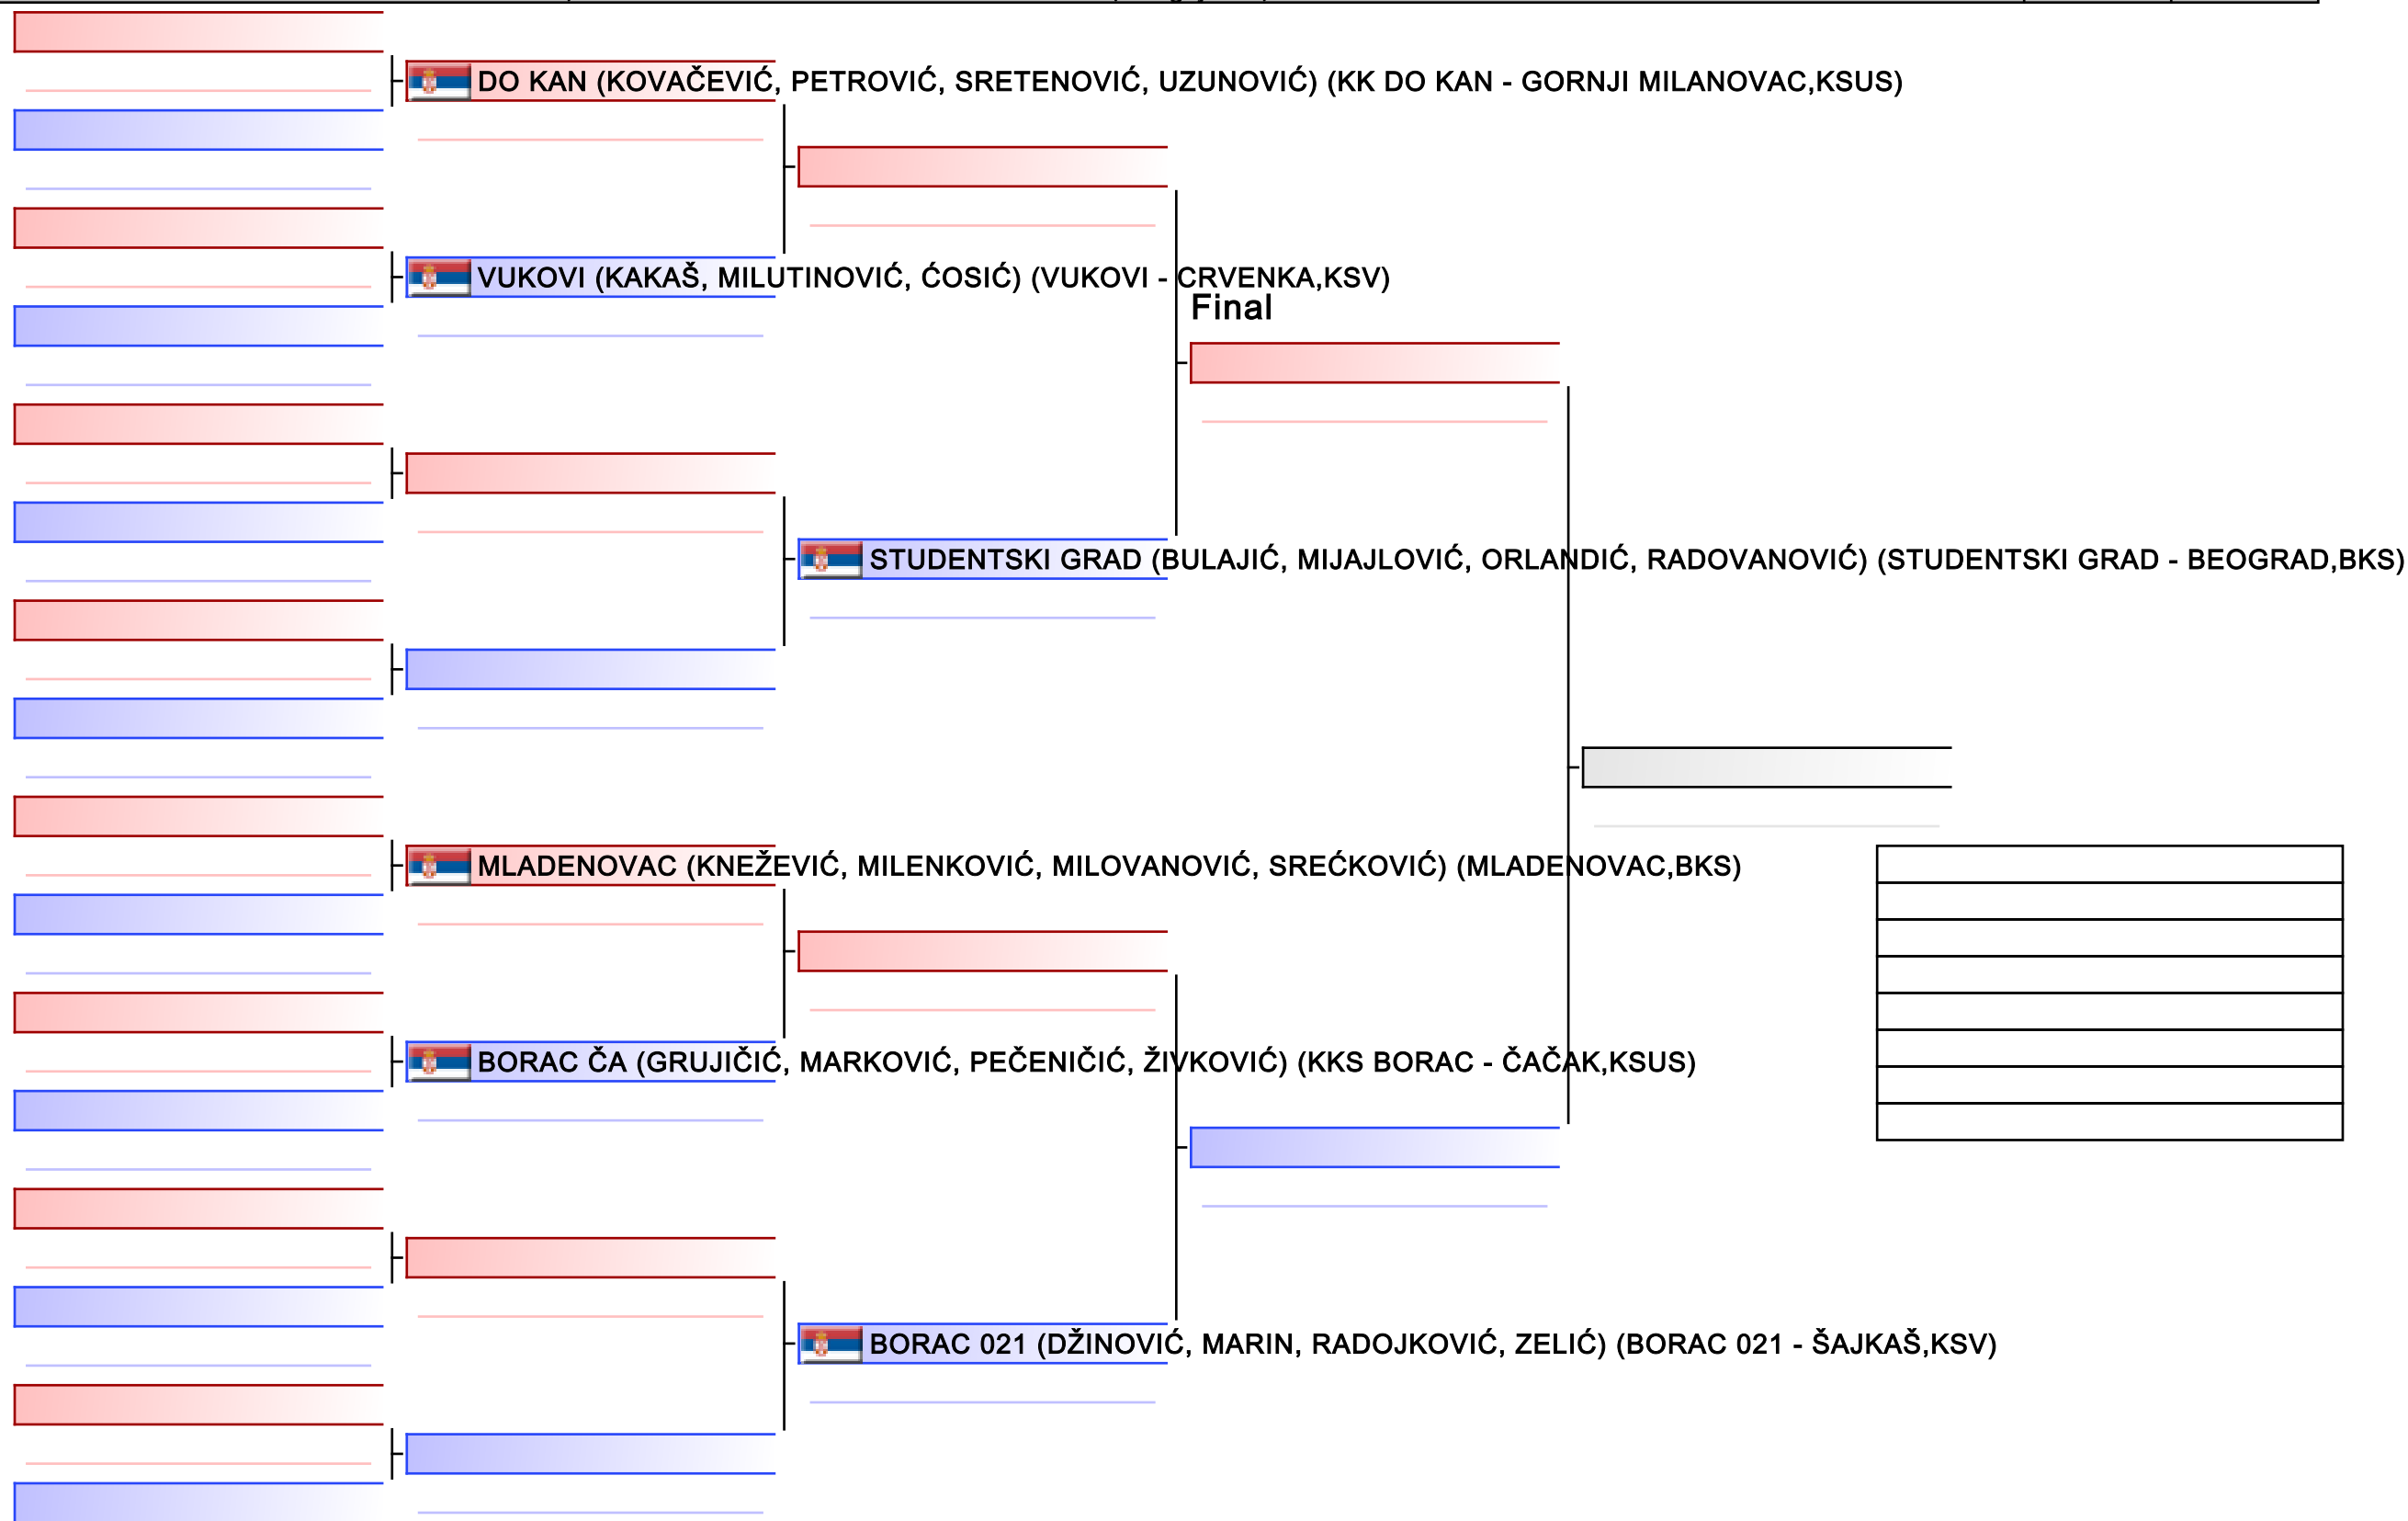 DO KAN (KOVAČEVIĆ, PETROVIĆ, SRETENOVIĆ, UZUNOVIĆ) (KK DO KAN - GORNJI MILANOVAC,KSUS)
VUKOVI (KAKAŠ, MILUTINOVIĆ, ĆOSIĆ) (VUKOVI - CRVENKA,KSV)
Final
STUDENTSKI GRAD (BULAJIĆ, MIJAJLOVIĆ, ORLANDIĆ, RADOVANOVIĆ) (STUDENTSKI GRAD - BEOGRAD,BKS)
MLADENOVAC (KNEŽEVIĆ, MILENKOVIĆ, MILOVANOVIĆ, SREĆKOVIĆ) (MLADENOVAC,BKS)
BORAC ČA (GRUJIČIĆ, MARKOVIĆ, PEČENIČIĆ, ŽIVKOVIĆ) (KKS BORAC - ČAČAK,KSUS)
BORAC 021 (DŽINOVIĆ, MARIN, RADOJKOVIĆ, ZELIĆ) (BORAC 021 - ŠAJKAŠ,KSV)